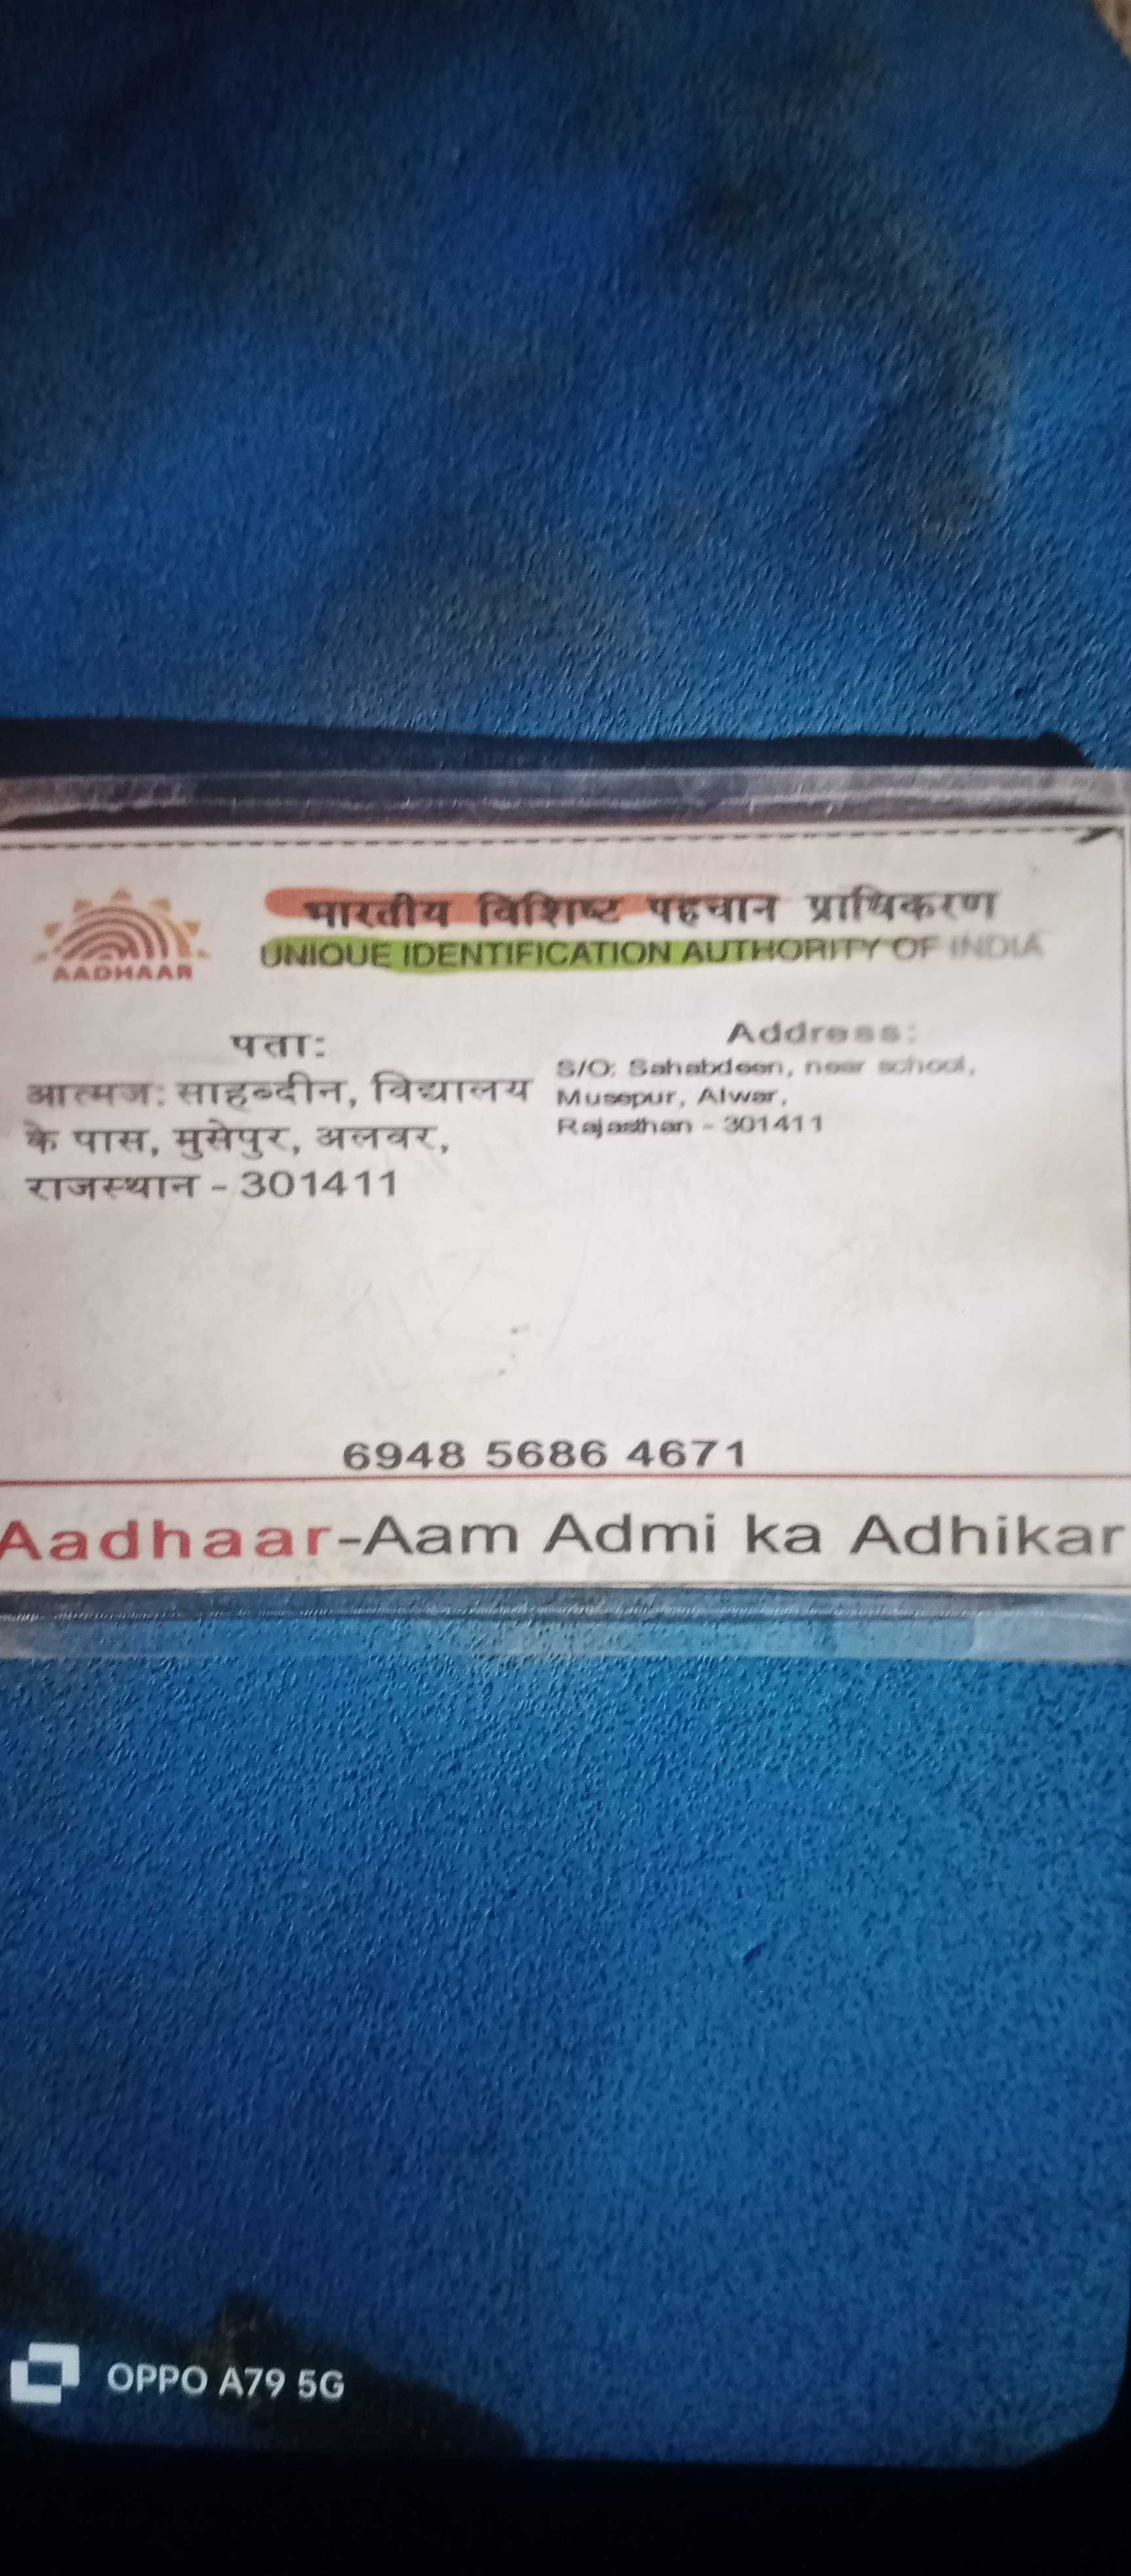 AADHAAR
भारतीय विशिष्ट पहचान प्राधिकरण
UNIQUE IDENTIFICATION AUTHORITY OF INDIA
पता:
आत्मज: साहब्दीन, विद्यालय
के पास, मुसेपुर, अलवर,
राजस्थान - 301411
Address:
S/O: Sahabdeen, near school,
Musepur, Alwar,
Rajasthan - 301411
6948 5686 4671
Aadhaar-Aam Admi ka Adhikar
OPPO A79 5G